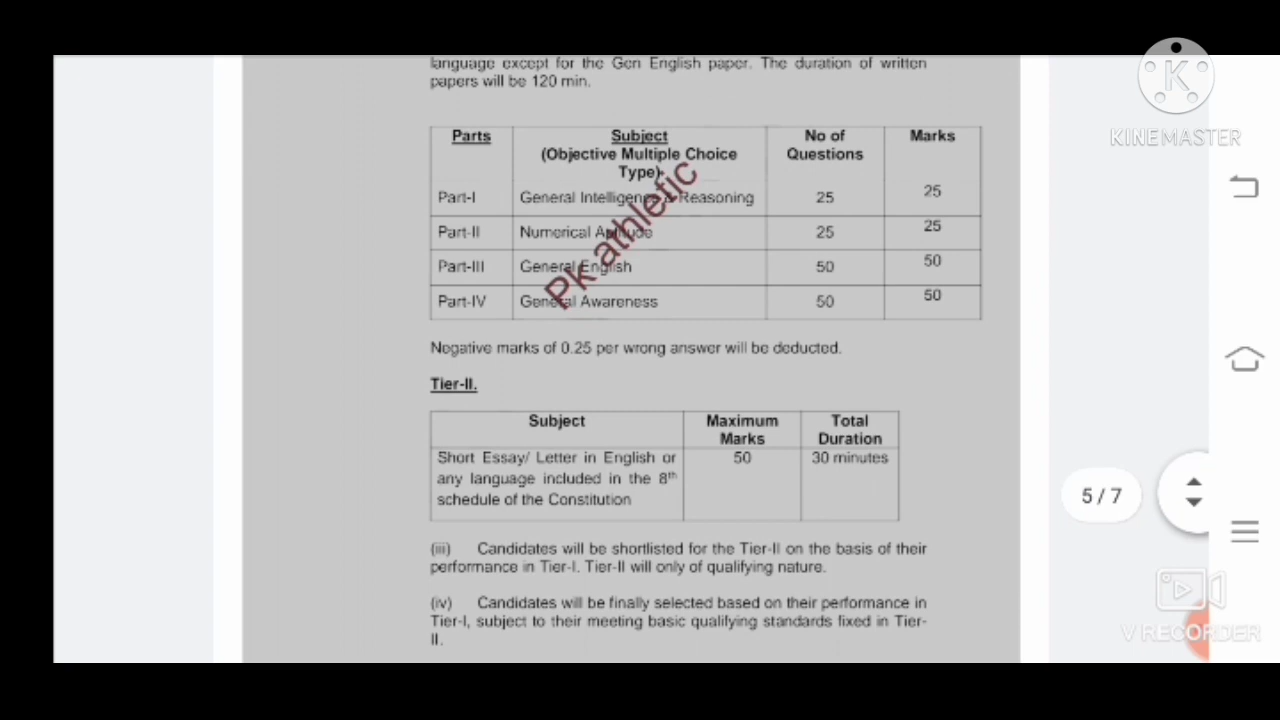 language except for the Gen English paper. The duration of written
papers will be 120 min.
Parts Subject No of Marks
(Objective Multiple Choice Questions
Type)
Part-I General Intelligence & Reasoning 25 25
Part-II Numerical Aptitude 25 25
Part-III General English 50 50
Part-IV General Awareness 50 50
Pk athletic
Negative marks of 0.25 per wrong answer will be deducted.
Tier-II.
Subject Maximum Total
Marks Duration
Short Essay/ Letter in English or 50 30 minutes
any language included in the 8th
schedule of the Constitution
(iii) Candidates will be shortlisted for the Tier-II on the basis of their
performance in Tier-I. Tier-II will only of qualifying nature.
(iv) Candidates will be finally selected based on their performance in
Tier-I, subject to their meeting basic qualifying standards fixed in Tier-
II.
K
KINEMASTER
5 / 7
V RECORDER